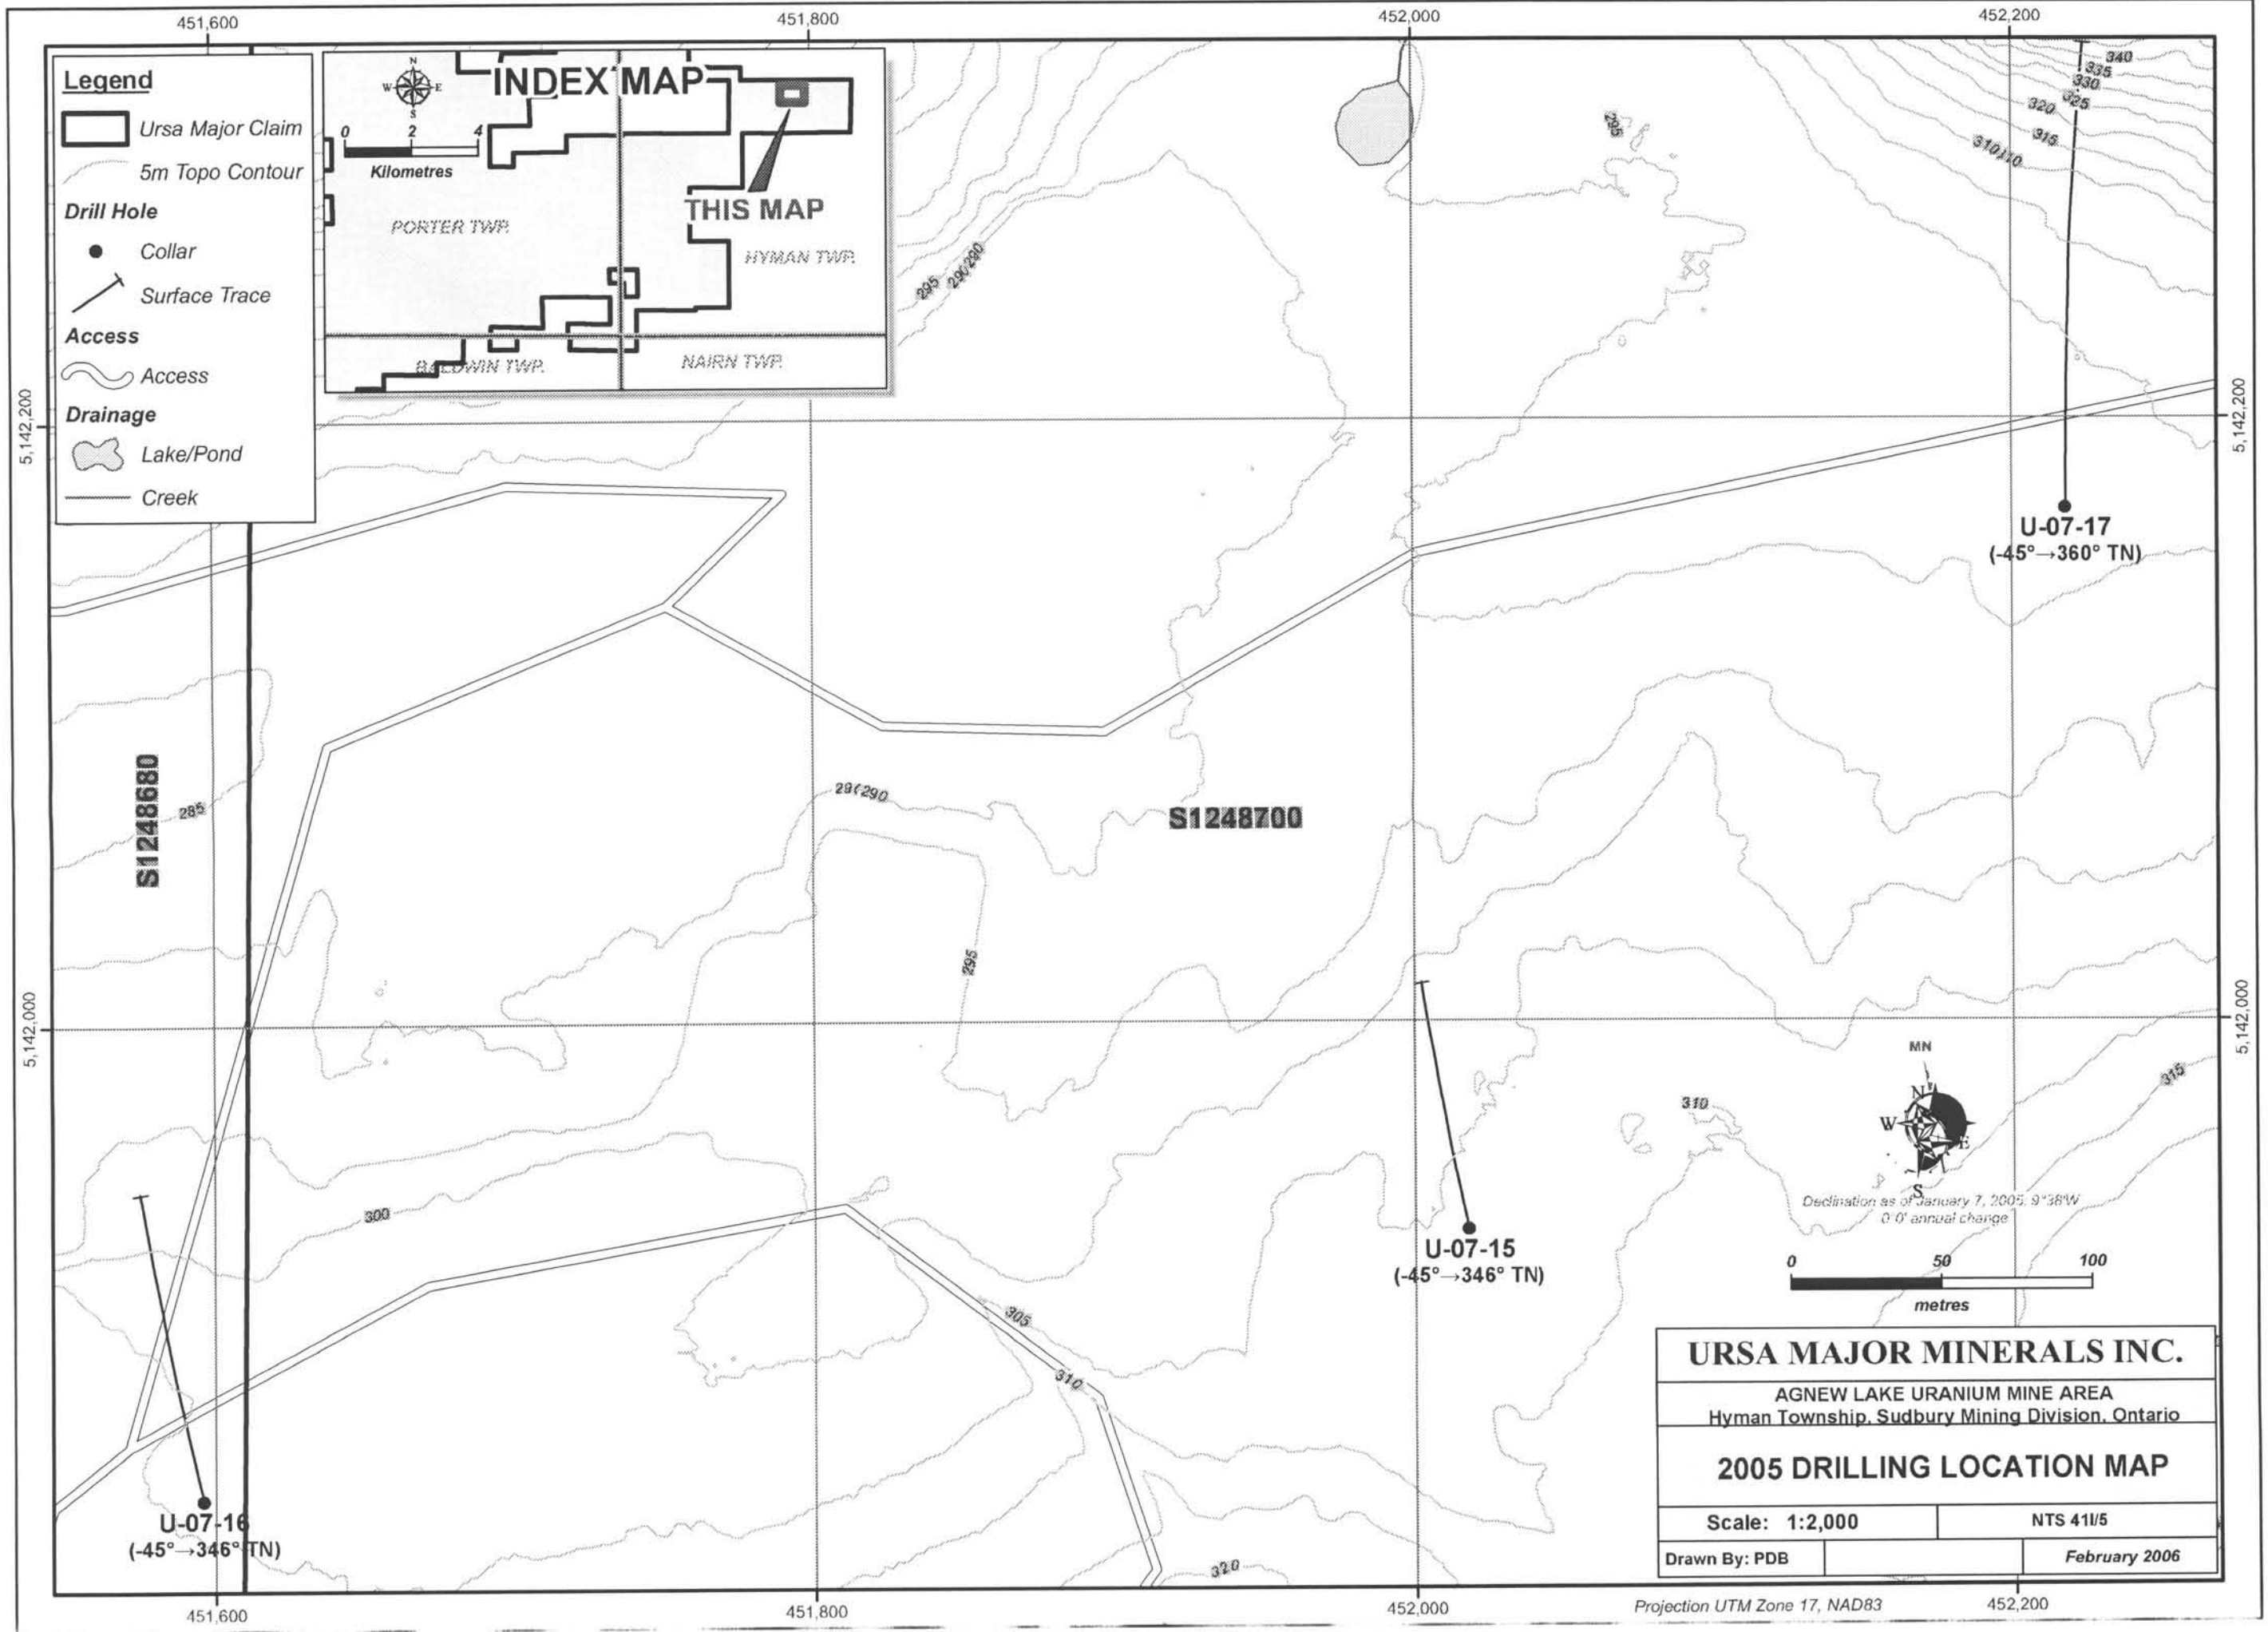 451,600
451,800
452,000
452,200
Legend
Ursa Major Claim
5m Topo Contour
Drill Hole
Collar
Surface Trace
Access
Access
Drainage
Lake/Pond
Creek
INDEX MAP
N
W
E
S
0 2 4
Kilometres
PORTER TWP.
THIS MAP
HYMAN TWP.
BALDWIN TWP.
NAIRN TWP.
340
335
330
325
320
315
310
295
295
290
290
5,142,200
5,142,200
U-07-17
(-45°→360° TN)
S1248680
285
290
S1248700
295
5,142,000
5,142,000
MN
N
W
E
S
315
310
Declination as of January 7, 2005: 9°38'W
0°0' annual change
300
U-07-15
(-45°→346° TN)
0 50 100
metres
305
310
U-07-16
(-45°→346° TN)
320
URSA MAJOR MINERALS INC.
AGNEW LAKE URANIUM MINE AREA
Hyman Township, Sudbury Mining Division, Ontario
2005 DRILLING LOCATION MAP
Scale: 1:2,000
NTS 41I/5
Drawn By: PDB
February 2006
451,600
451,800
452,000
Projection UTM Zone 17, NAD83
452,200